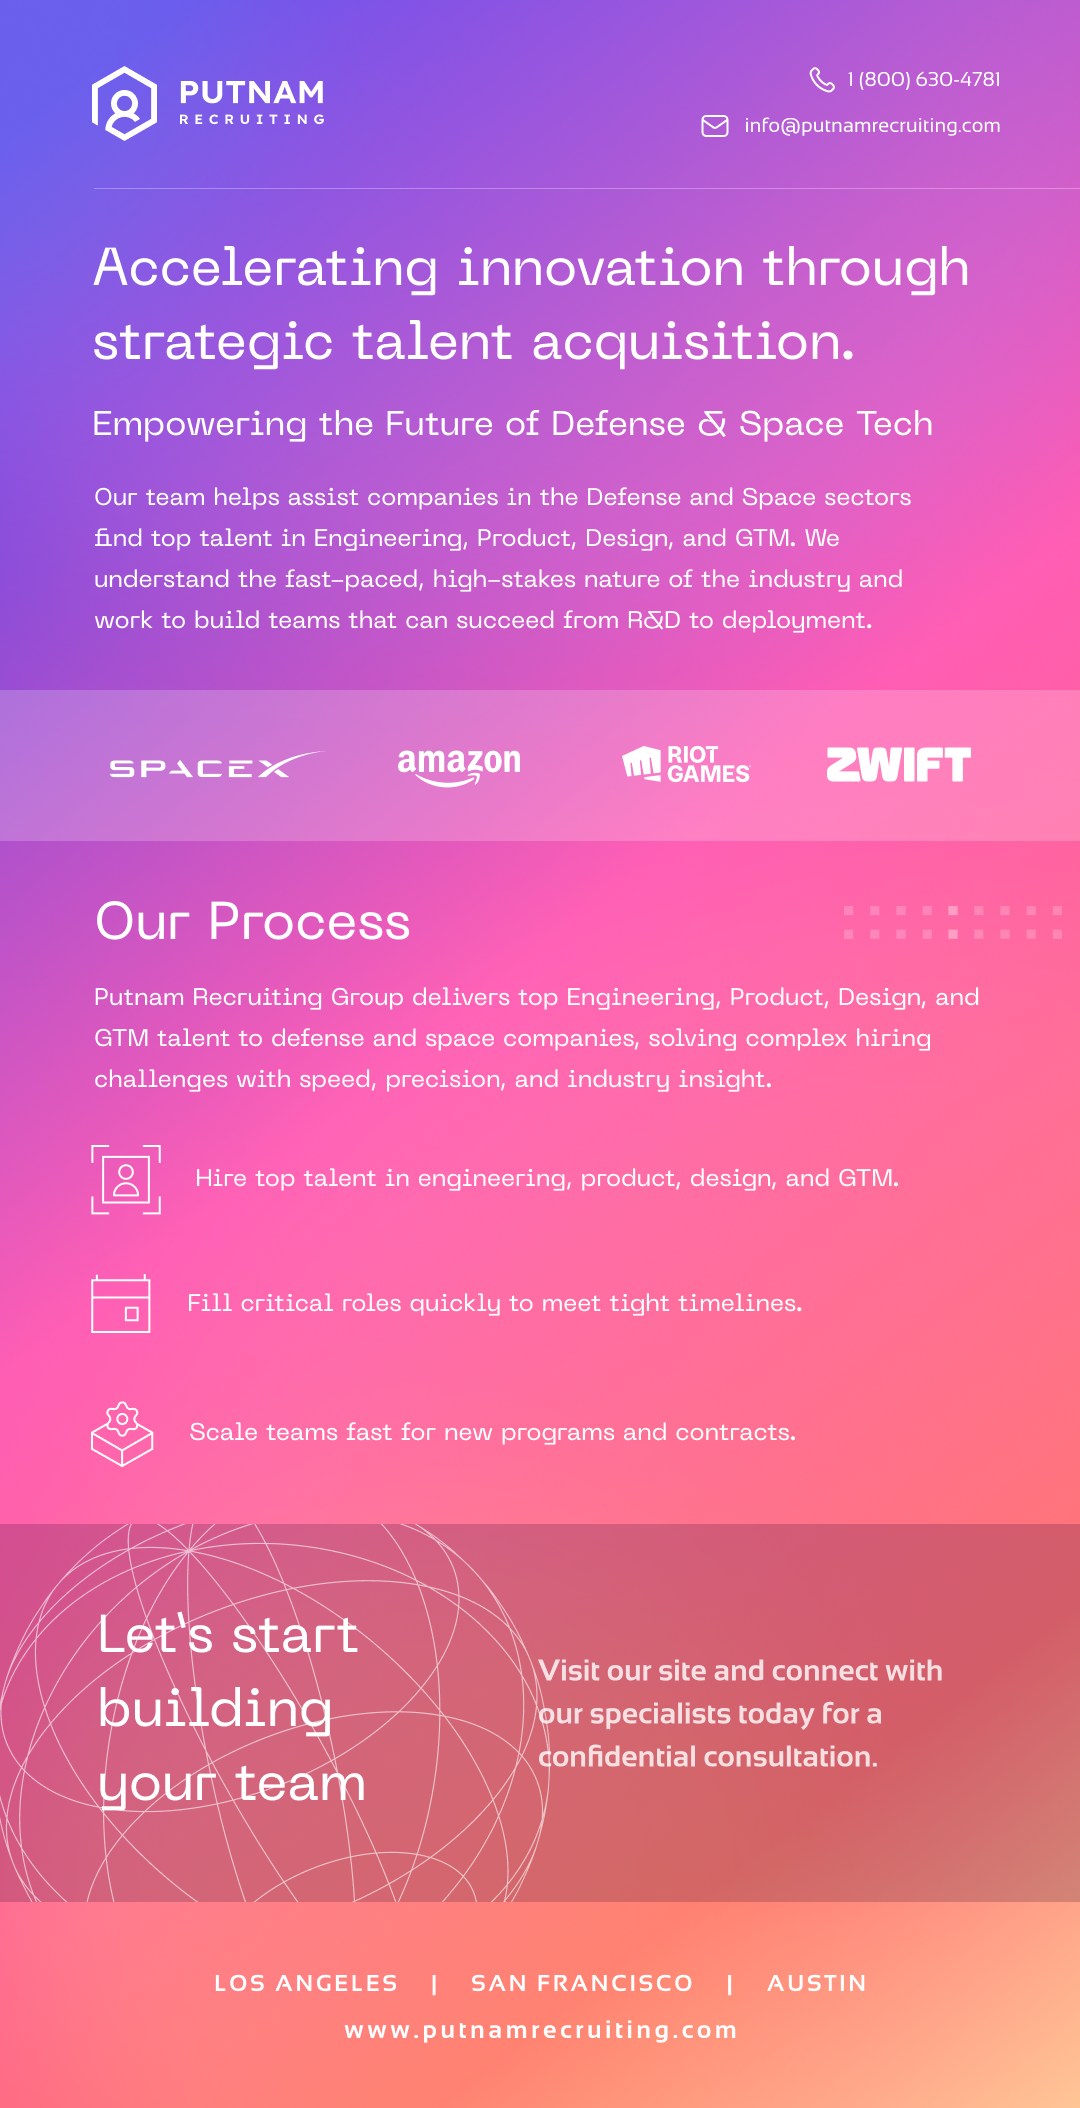 PUTNAM
RECRUITING
1 (800) 630-4781
info@putnamrecruiting.com
Accelerating innovation through
strategic talent acquisition.
Empowering the Future of Defense & Space Tech
Our team helps assist companies in the Defense and Space sectors
find top talent in Engineering, Product, Design, and GTM. We
understand the fast-paced, high-stakes nature of the industry and
work to build teams that can succeed from R&D to deployment.
SPACEX
amazon
RIOT
GAMES
ZWIFT
Our Process
Putnam Recruiting Group delivers top Engineering, Product, Design, and
GTM talent to defense and space companies, solving complex hiring
challenges with speed, precision, and industry insight.
Hire top talent in engineering, product, design, and GTM.
Fill critical roles quickly to meet tight timelines.
Scale teams fast for new programs and contracts.
Let's start
building
your team
Visit our site and connect with
our specialists today for a
confidential consultation.
LOS ANGELES | SAN FRANCISCO | AUSTIN
www.putnamrecruiting.com